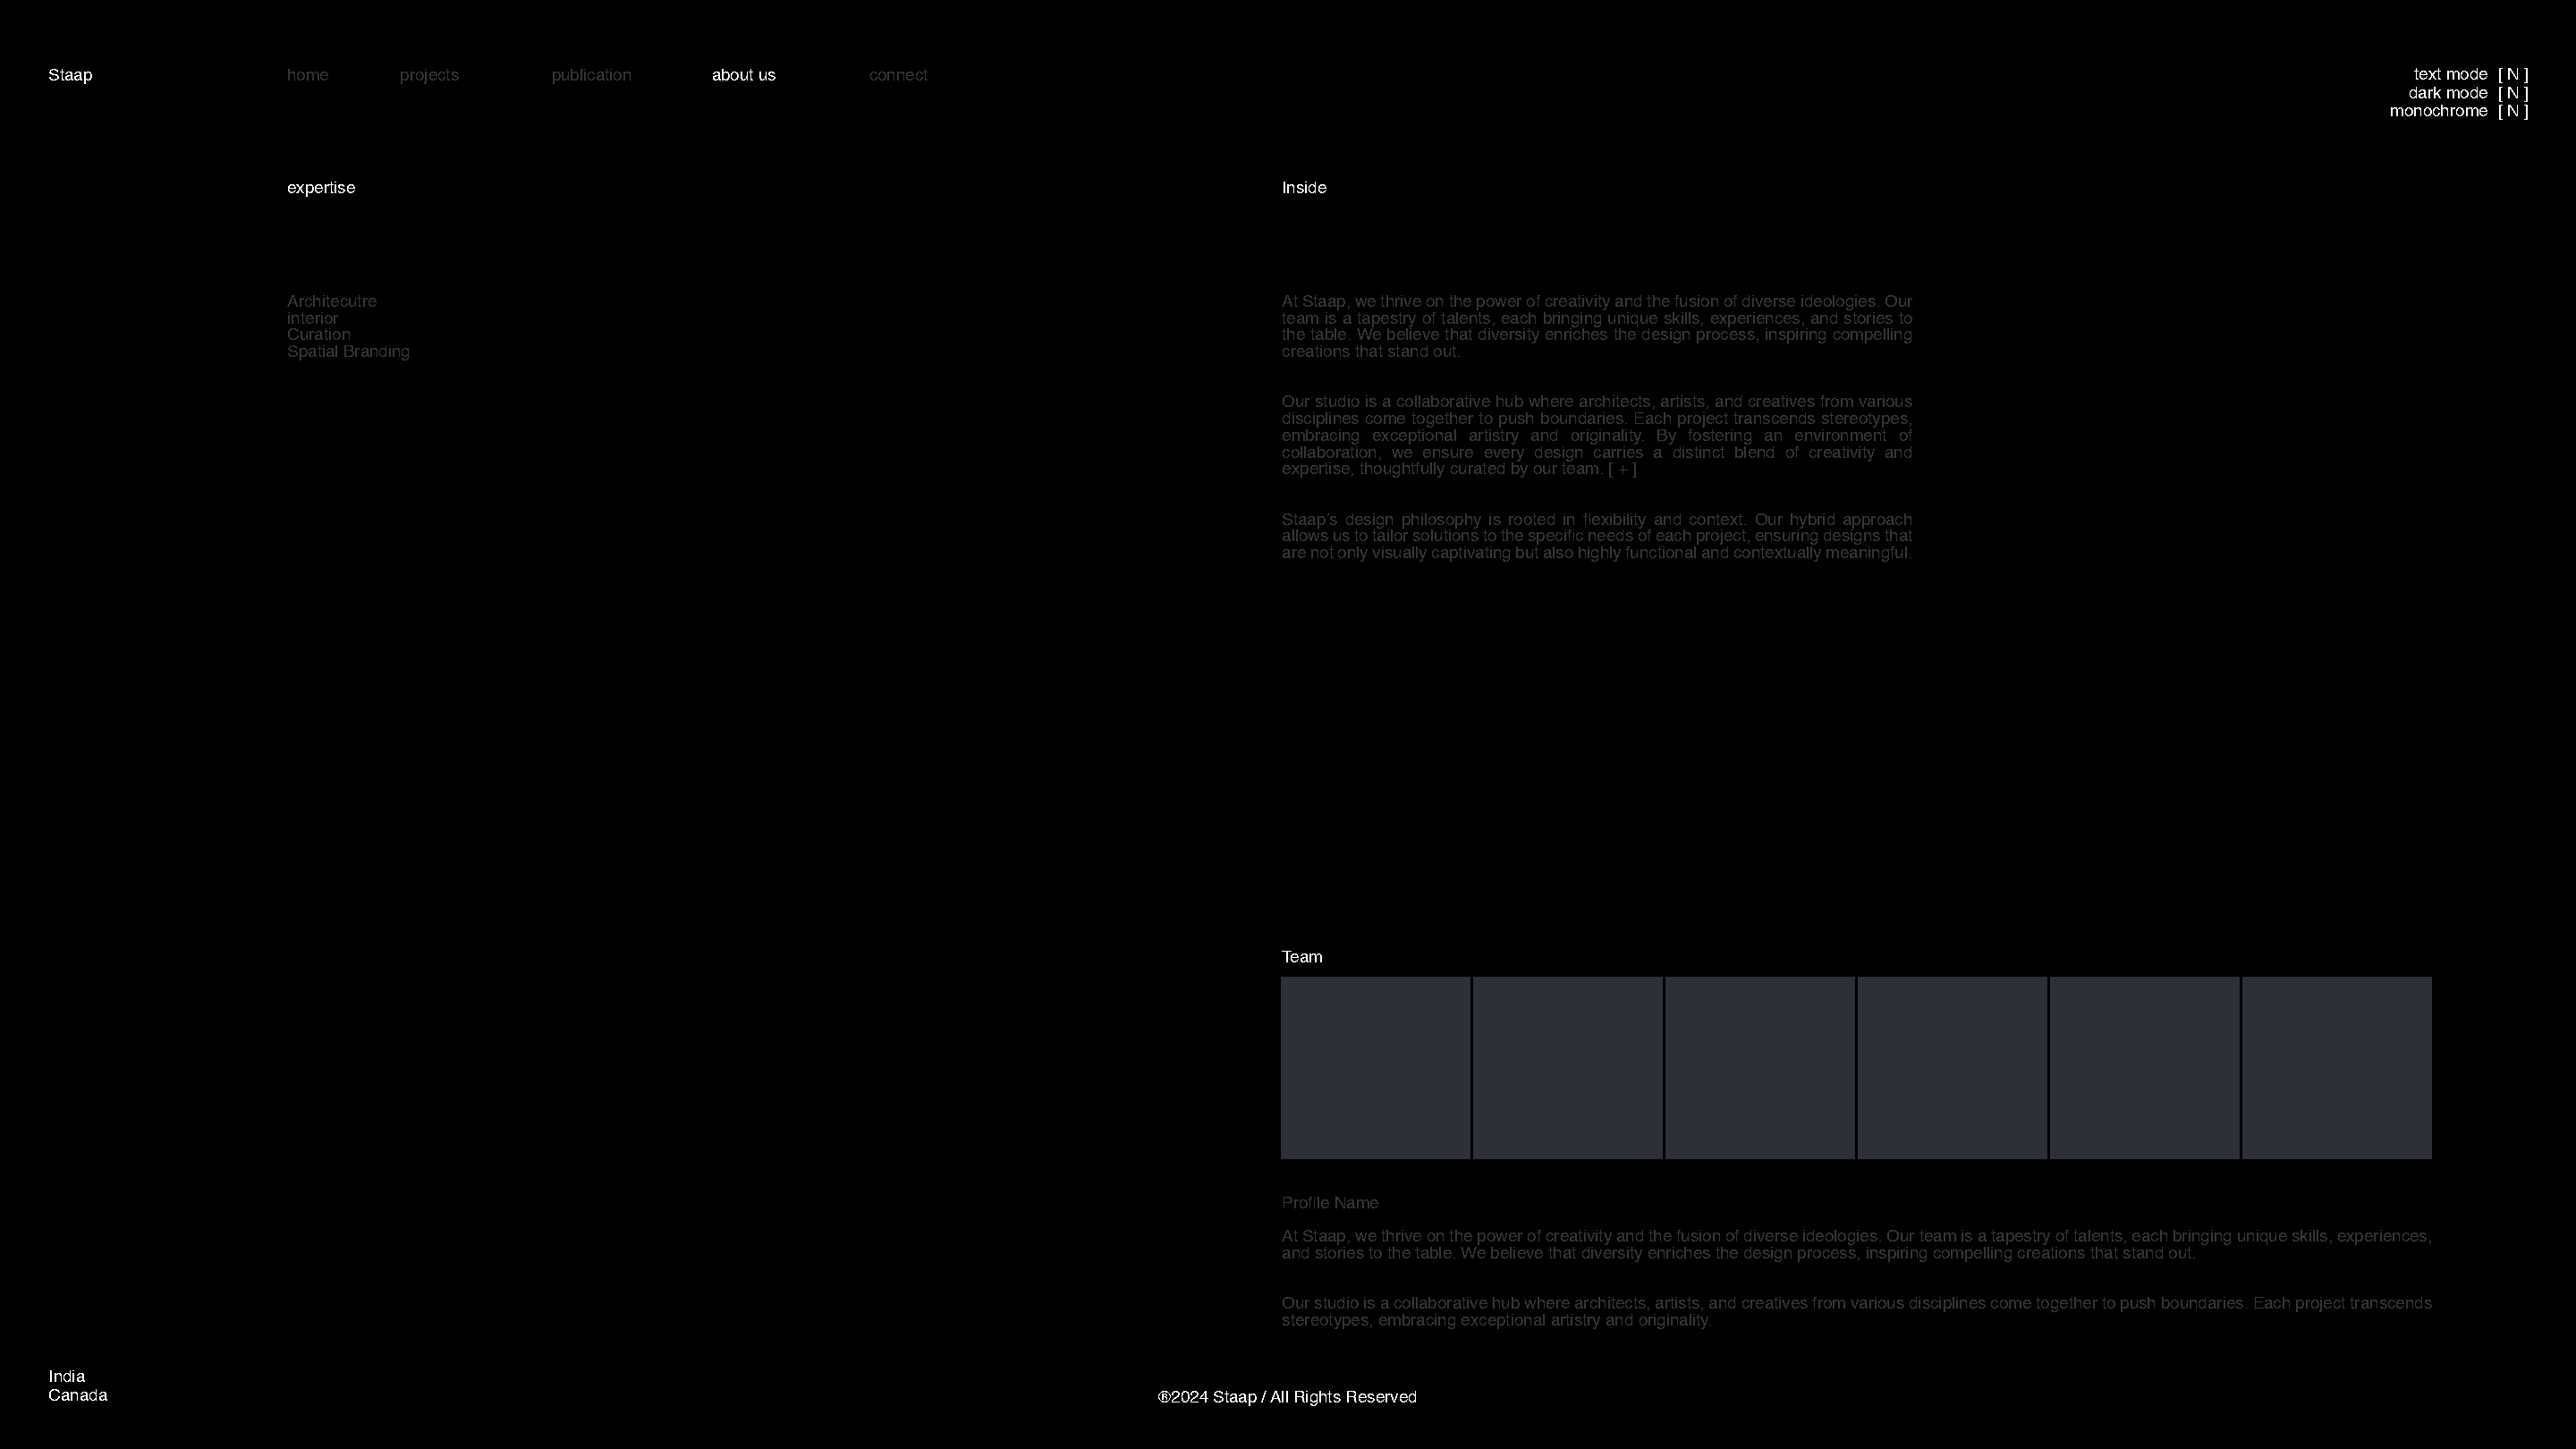 Staap
home projects publication about us connect
text mode [ N ]
dark mode [ N ]
monochrome [ N ]
expertise
Architecutre
interior
Curation
Spatial Branding
Inside
At Staap, we thrive on the power of creativity and the fusion of diverse ideologies. Our
team is a tapestry of talents, each bringing unique skills, experiences, and stories to
the table. We believe that diversity enriches the design process, inspiring compelling
creations that stand out.
Our studio is a collaborative hub where architects, artists, and creatives from various
disciplines come together to push boundaries. Each project transcends stereotypes,
embracing exceptional artistry and originality. By fostering an environment of
collaboration, we ensure every design carries a distinct blend of creativity and
expertise, thoughtfully curated by our team. [ + ]
Staap’s design philosophy is rooted in flexibility and context. Our hybrid approach
allows us to tailor solutions to the specific needs of each project, ensuring designs that
are not only visually captivating but also highly functional and contextually meaningful.
Team
Profile Name
At Staap, we thrive on the power of creativity and the fusion of diverse ideologies. Our team is a tapestry of talents, each bringing unique skills, experiences,
and stories to the table. We believe that diversity enriches the design process, inspiring compelling creations that stand out.
Our studio is a collaborative hub where architects, artists, and creatives from various disciplines come together to push boundaries. Each project transcends
stereotypes, embracing exceptional artistry and originality.
India
Canada
®2024 Staap / All Rights Reserved